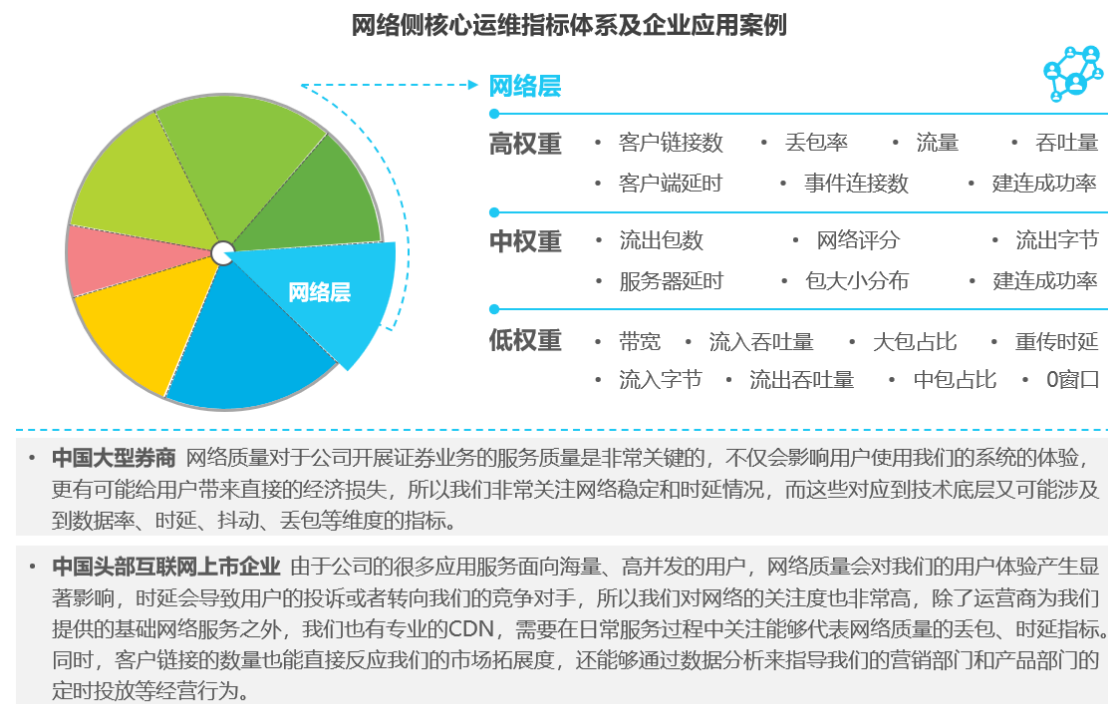 网络侧核心运维指标体系及企业应用案例
网络层
高权重 • 客户链接数 • 丢包率 • 流量 • 吞吐量
• 客户端延时 • 事件连接数 • 建连成功率
中权重 • 流出包数 • 网络评分 • 流出字节
• 服务器延时 • 包大小分布 • 建连成功率
网络层
低权重 • 带宽 • 流入吞吐量 • 大包占比 • 重传时延
• 流入字节 • 流出吞吐量 • 中包占比 • 0窗口
• 中国大型券商 网络质量对于公司开展证券业务的服务质量是非常关键的，不仅会影响用户使用我们的系统的体验，
更有可能给用户带来直接的经济损失，所以我们非常关注网络稳定和时延情况，而这些对应到技术底层又可能涉及
到数据率、时延、抖动、丢包等维度的指标。
• 中国头部互联网上市企业 由于公司的很多应用服务面向海量、高并发的用户，网络质量会对我们的用户体验产生显
著影响，时延会导致用户的投诉或者转向我们的竞争对手，所以我们对网络的关注度也非常高，除了运营商为我们
提供的基础网络服务之外，我们也有专业的CDN，需要在日常服务过程中关注能够代表网络质量的丢包、时延指标。
同时，客户链接的数量也能直接反应我们的市场拓展度，还能够通过数据分析来指导我们的营销部门和产品部门的
定时投放等经营行为。